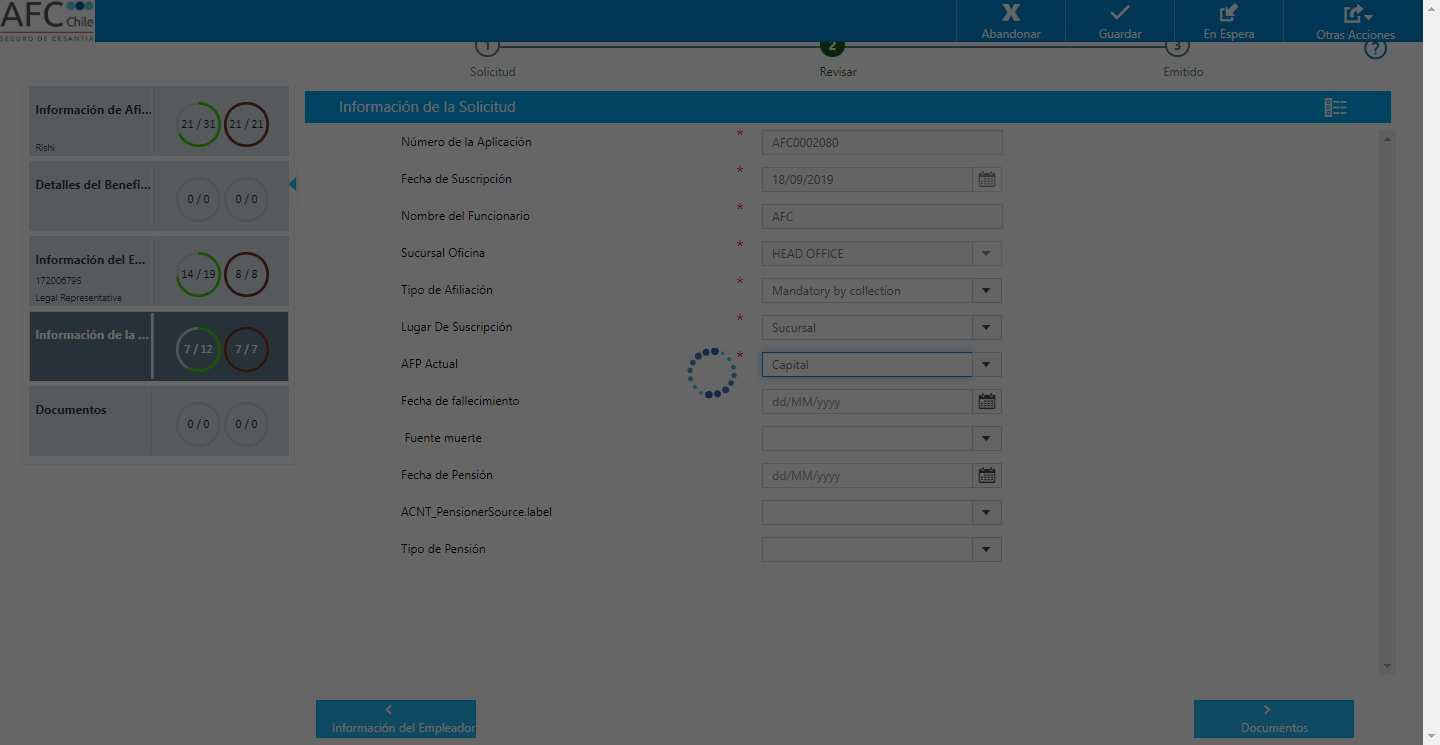 AFC Chile
SEGURO DE CESANTIA
Abandonar
Guardar
En Espera
Otras Acciones
?
1
2
3
Solicitud
Revisar
Emitido
Información de Afi...
21 / 31
21 / 21
Rishi
Detalles del Benefi...
0 / 0
0 / 0
Información del E...
172006795
Legal Representative
14 / 19
8 / 8
Información de la ...
7 / 12
7 / 7
Documentos
0 / 0
0 / 0
Información de la Solicitud
Número de la Aplicación * AFC0002080
Fecha de Suscripción * 18/09/2019
Nombre del Funcionario * AFC
Sucursal Oficina * HEAD OFFICE
Tipo de Afiliación * Mandatory by collection
Lugar De Suscripción * Sucursal
AFP Actual * Capital
Fecha de fallecimiento dd/MM/yyyy
Fuente muerte
Fecha de Pensión dd/MM/yyyy
ACNT_PensionerSource.label
Tipo de Pensión
Información del Empleador
Documentos